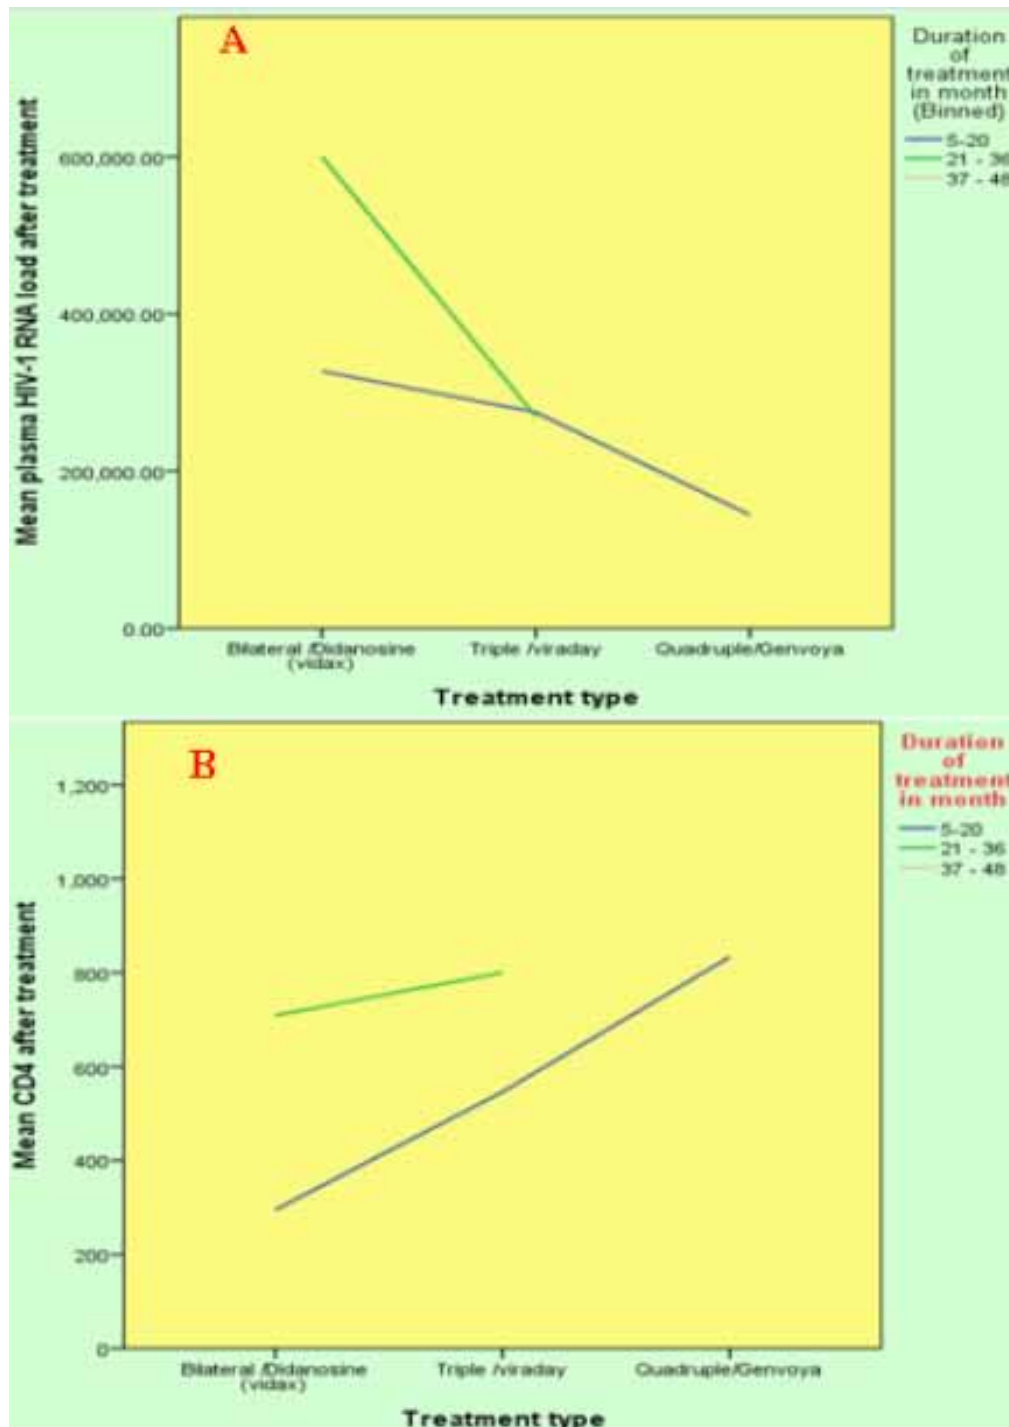 A
Duration
of
treatment
in month
(Binned)
5-20
21 - 36
37 - 48
Mean plasma HIV-1 RNA load after treatment
600,000.00
400,000.00
200,000.00
0.00
Bilateral /Didanosine
(vidax)
Triple /viraday
Quadruple/Genvoya
Treatment type
B
Duration
of
treatment
in month
5-20
21 - 36
37 - 48
Mean CD4 after treatment
1,200
1,000
800
600
400
200
0
Bilateral /Didanosine
(vidax)
Triple /viraday
Quadruple/Genvoya
Treatment type